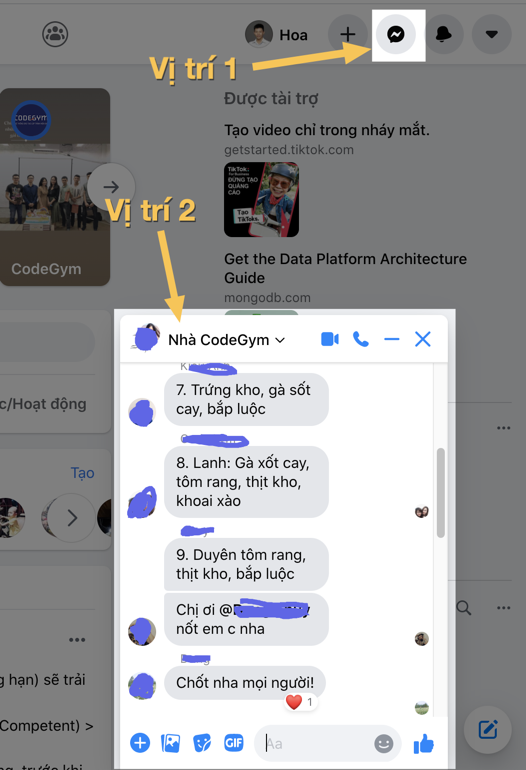 Hoa
Vị trí 1
Được tài trợ
CODEGYM
Tạo video chỉ trong nháy mắt.
getstarted.tiktok.com
TikTok:
ĐỪNG TẠO
QUẢNG
CÁO
Tạo
TikToks.
Vị trí 2
CodeGym
Get the Data Platform Architecture
Guide
mongodb.com
Nhà CodeGym
7. Trứng kho, gà sốt
cay, bắp luộc
c/Hoạt động
8. Lanh: Gà xốt cay,
tôm rang, thịt kho,
khoai xào
Tạo
9. Duyên tôm rang,
thịt kho, bắp luộc
Chị ơi @
nốt em c nha
Chốt nha mọi người!
1
g hạn) sẽ trải
Competent) >
GIF
Aa